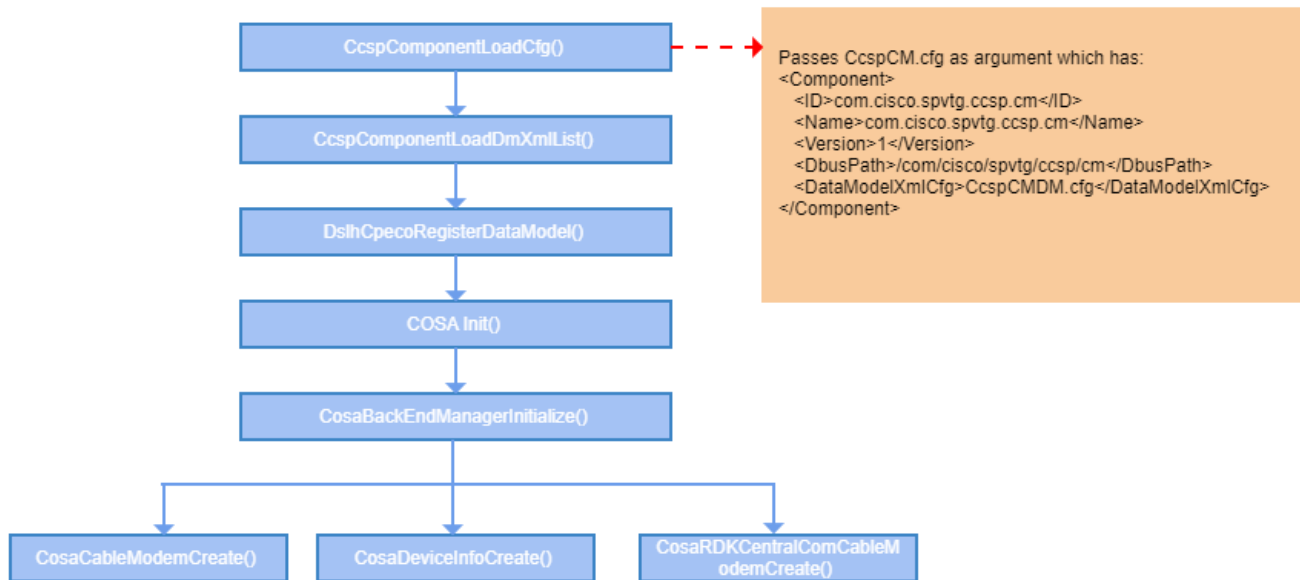 CcspComponentLoadCfg()
Passes CcspCM.cfg as argument which has:
<Component>
<ID>com.cisco.spvtg.ccsp.cm</ID>
<Name>com.cisco.spvtg.ccsp.cm</Name>
<Version>1</Version>
<DbusPath>/com/cisco/spvtg/ccsp/cm</DbusPath>
<DataModelXmlCfg>CcspCMDM.cfg</DataModelXmlCfg>
</Component>
CcspComponentLoadDmXmlList()
DslhCpecoRegisterDataModel()
COSA Init()
CosaBackEndManagerInitialize()
CosaCableModemCreate()
CosaDeviceInfoCreate()
CosaRDKCentralComCableM
odemCreate()